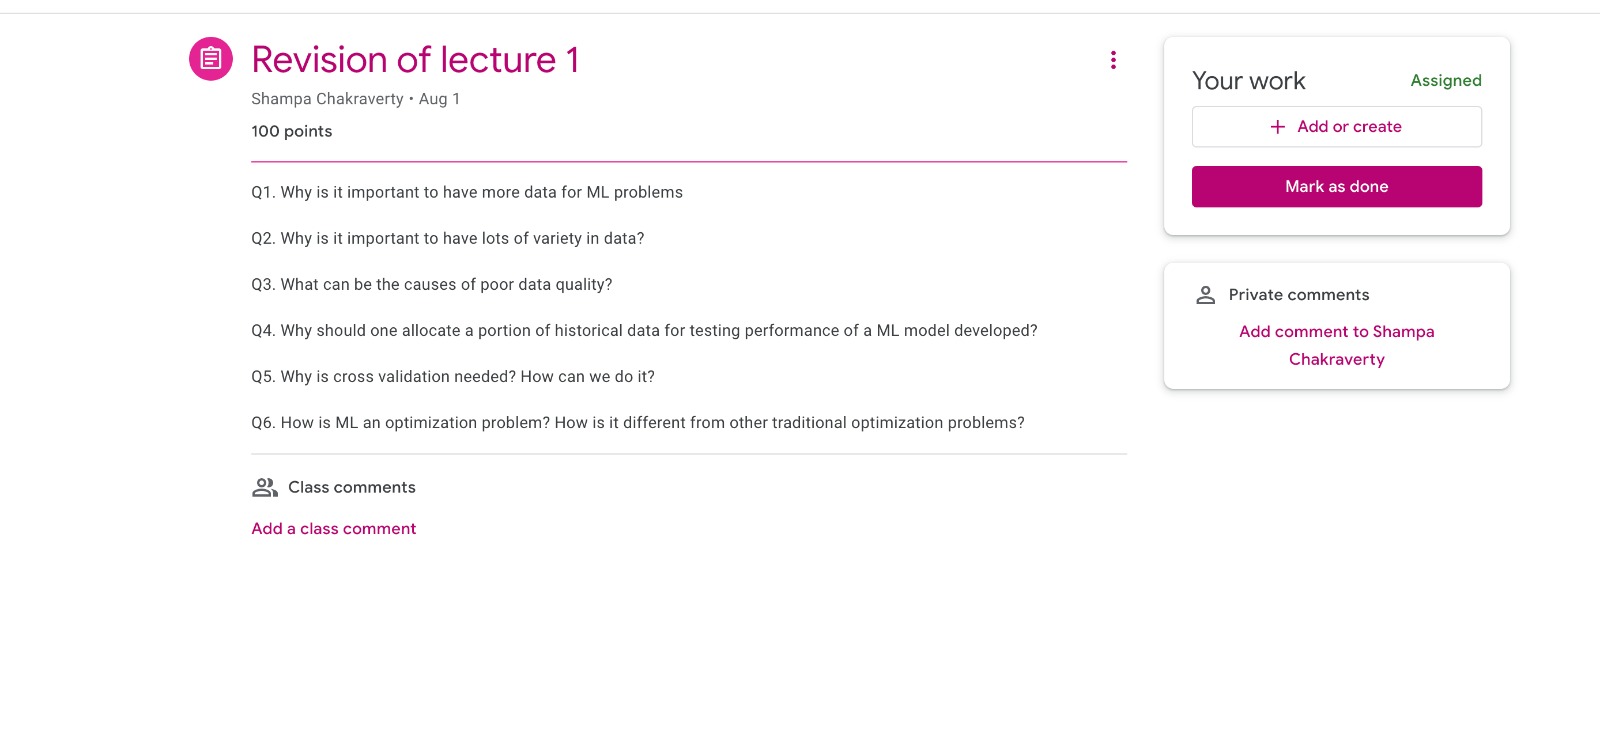 Revision of lecture 1
Shampa Chakraverty • Aug 1
100 points
Q1. Why is it important to have more data for ML problems
Q2. Why is it important to have lots of variety in data?
Q3. What can be the causes of poor data quality?
Q4. Why should one allocate a portion of historical data for testing performance of a ML model developed?
Q5. Why is cross validation needed? How can we do it?
Q6. How is ML an optimization problem? How is it different from other traditional optimization problems?
Class comments
Add a class comment
Your work
Assigned
+ Add or create
Mark as done
Private comments
Add comment to Shampa
Chakraverty